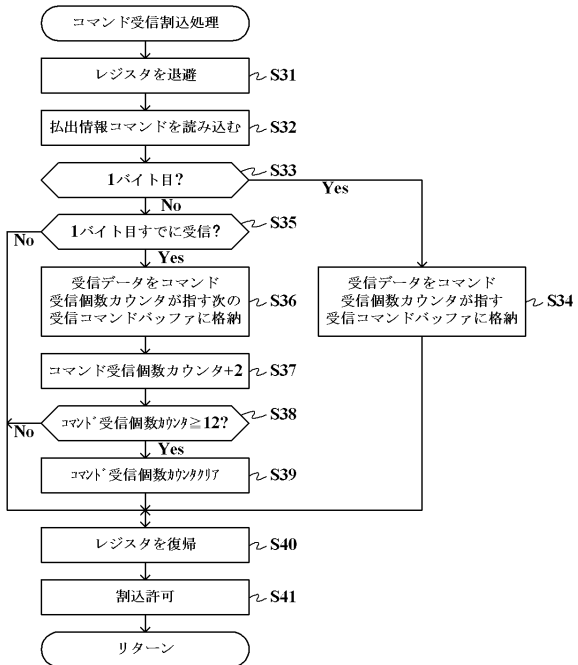 コマンド受信割込処理
レジスタを退避
S31
払出情報コマンドを読み込む
S32
1バイト目?
S33
Yes
No
1バイト目すでに受信?
S35
No
Yes
受信データをコマンド
受信個数カウンタが指す次の
受信コマンドバッファに格納
S36
受信データをコマンド
受信個数カウンタが指す
受信コマンドバッファに格納
S34
コマンド受信個数カウンタ+2
S37
コマンド受信個数カウンタ≧12?
S38
No
Yes
コマンド受信個数カウンタクリア
S39
レジスタを復帰
S40
割込許可
S41
リターン